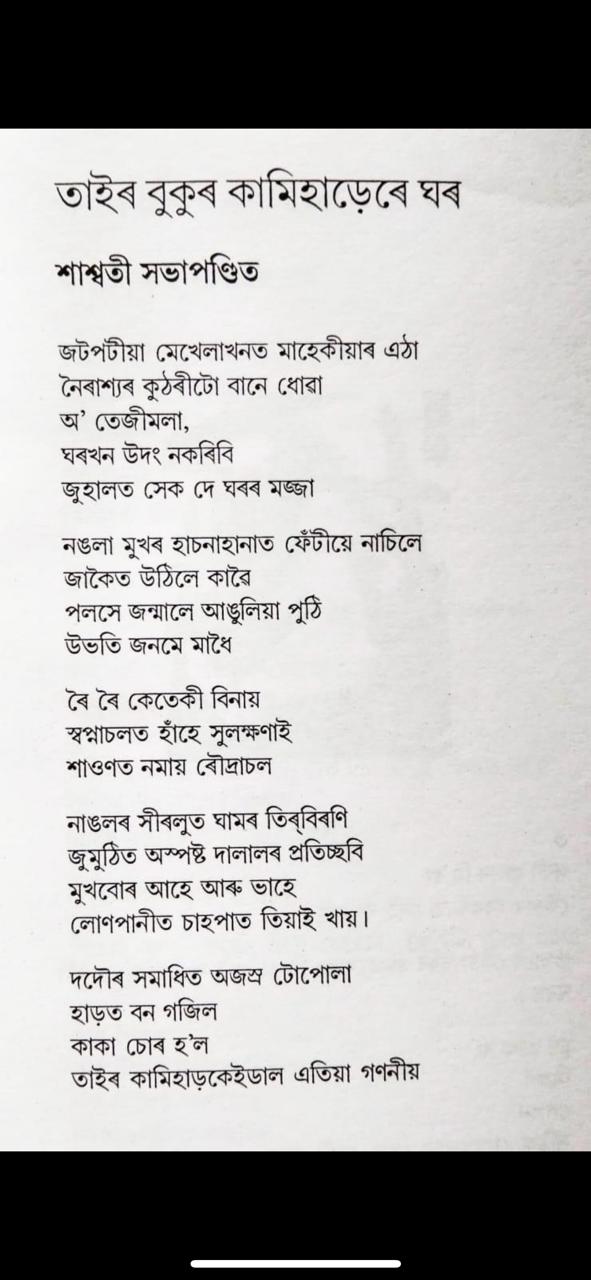 তাইৰ বুকুৰ কামিহাড়েৰে ঘৰ
শাশ্বতী সভাপণ্ডিত
জটপটীয়া মেখেলাখনত মাহেকীয়াৰ এঠা
নৈৰাশ্যৰ কুঠৰীটো বানে ধোৱা
অ' তেজীমলা,
ঘৰখন উদং নকৰিবি
জুহালত সেক দে ঘৰৰ মজ্জা
নঙলা মুখৰ হাচনাহানাত ফেঁটীয়ে নাচিলে
জাকৈত উঠিলে কাৱৈ
পলসে জন্মালে আঙুলিয়া পুঠি
উভতি জনমে মাধৈ
ৰৈ ৰৈ কেতেকী বিনায়
স্বপ্নাচলত হাঁহে সুলক্ষণাই
শাওণত নমায় ৰৌদ্ৰাচল
নাঙলৰ সীৰলুত ঘামৰ তিৰ্‌বিৰণি
জুমুঠিত অস্পষ্ট দালালৰ প্ৰতিচ্ছবি
মুখবোৰ আহে আৰু ভাহে
লোণপানীত চাহপাত তিয়াই খায়।
দদৌৰ সমাধিত অজস্ৰ টোপোলা
হাড়ত বন গজিল
কাকা চোৰ হ'ল
তাইৰ কামিহাড়কেইডাল এতিয়া গণনীয়